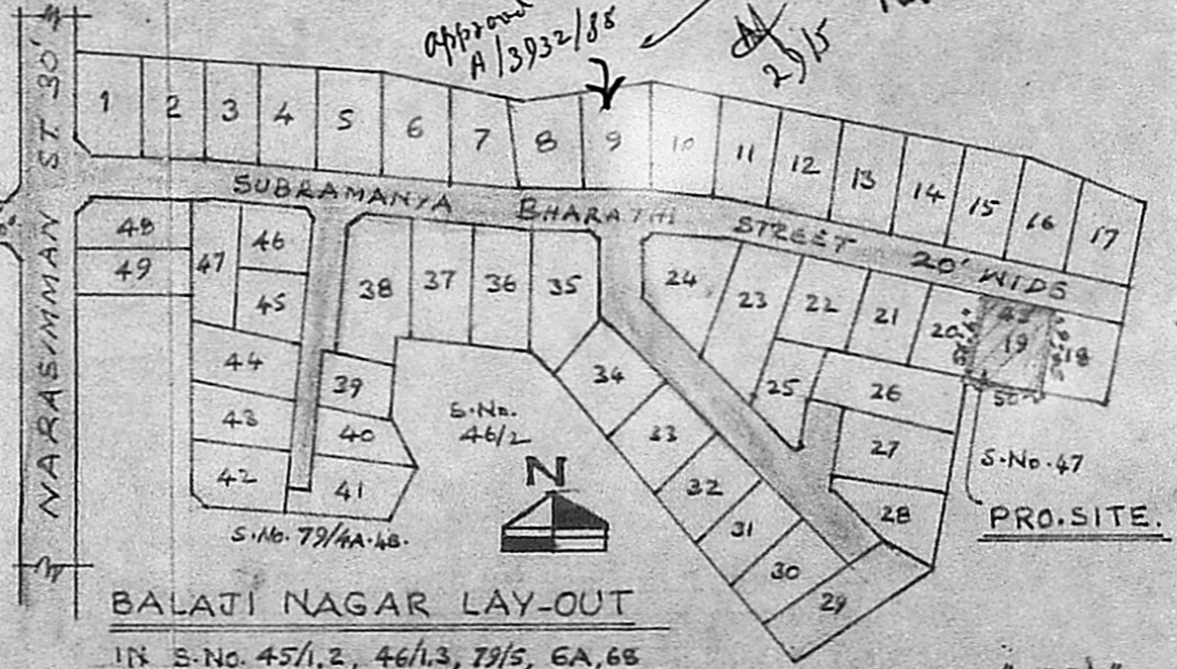 approved
A/3932/88
29/5
NARASIMMAN ST 30'
1 2 3 4 5 6 7 8 9 10 11 12 13 14 15 16 17
SUBRAMANYA BHARATHI STREET 20' WIDS
48 49 47 46 45 44 43 42
38 37 36 35
39 40 41
24 23 22 21 20 19 18
25 26 27 28
34 33 32 31 30 29
50
S.No.
46/2
N
S.No.47
PRO.SITE.
S.No. 79/4A.4B.
BALAJI NAGAR LAY-OUT
IN S.No. 45/1,2, 46/1.3, 79/5, 6A,6B